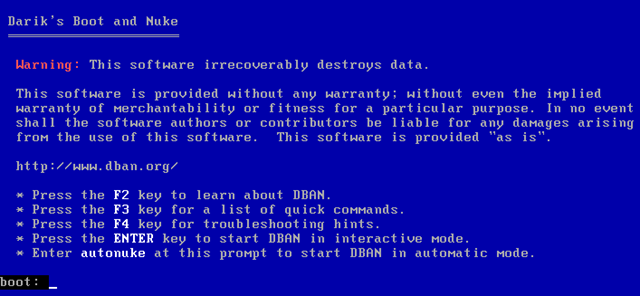 Darik's Boot and Nuke
Warning: This software irrecoverably destroys data.
This software is provided without any warranty; without even the implied
warranty of merchantability or fitness for a particular purpose. In no event
shall the software authors or contributors be liable for any damages arising
from the use of this software.  This software is provided "as is".
http://www.dban.org/
* Press the F2 key to learn about DBAN.
* Press the F3 key for a list of quick commands.
* Press the F4 key for troubleshooting hints.
* Press the ENTER key to start DBAN in interactive mode.
* Enter autonuke at this prompt to start DBAN in automatic mode.
boot: _